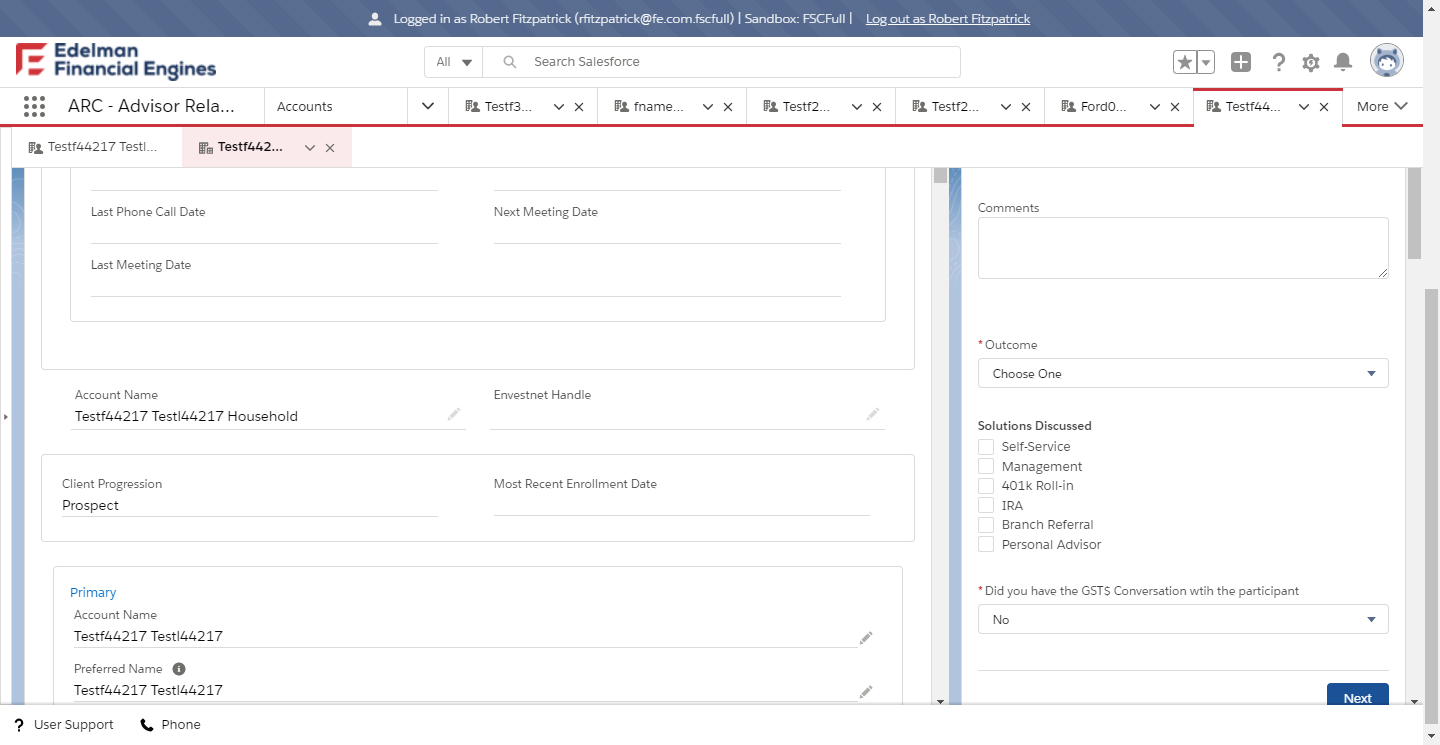 Logged in as Robert Fitzpatrick (rfitzpatrick@fe.com.fscfull) | Sandbox: FSCFull | Log out as Robert Fitzpatrick
Edelman
Financial Engines
All
Search Salesforce
ARC - Advisor Rela...
Accounts
Testf3...
fname...
Testf2...
Testf2...
Ford0...
Testf44...
More
Testf44217 Testl...
Testf442...
Last Phone Call Date
Next Meeting Date
Last Meeting Date
Account Name
Testf44217 Testl44217 Household
Envestnet Handle
Client Progression
Prospect
Most Recent Enrollment Date
Primary
Account Name
Testf44217 Testl44217
Preferred Name
Testf44217 Testl44217
Comments
*Outcome
Choose One
Solutions Discussed
Self-Service
Management
401k Roll-in
IRA
Branch Referral
Personal Advisor
*Did you have the GST$ Conversation wtih the participant
No
Next
? User Support
Phone